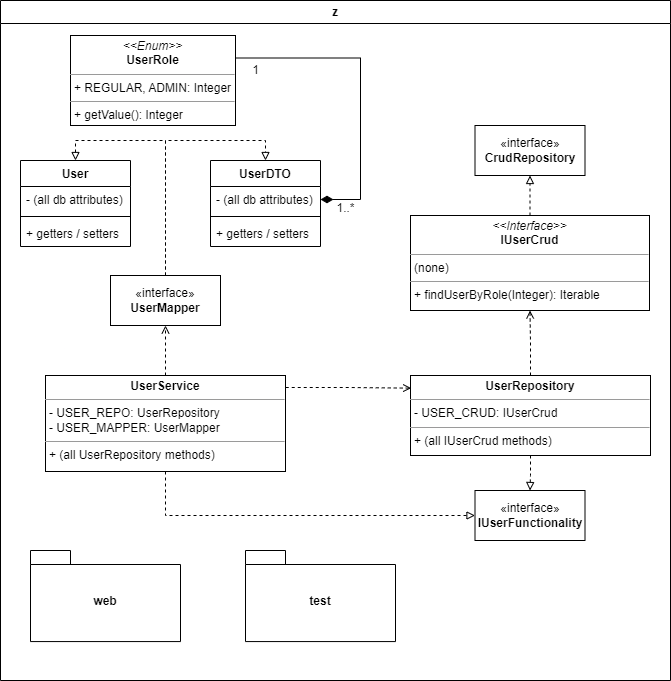 z
<<Enum>>
UserRole
+ REGULAR, ADMIN: Integer
+ getValue(): Integer
1
1..*
User
- (all db attributes)
+ getters / setters
UserDTO
- (all db attributes)
+ getters / setters
«interface»
CrudRepository
<<Interface>>
IUserCrud
(none)
+ findUserByRole(Integer): Iterable
«interface»
UserMapper
UserService
- USER_REPO: UserRepository
- USER_MAPPER: UserMapper
+ (all UserRepository methods)
UserRepository
- USER_CRUD: IUserCrud
+ (all IUserCrud methods)
«interface»
IUserFunctionality
web
test